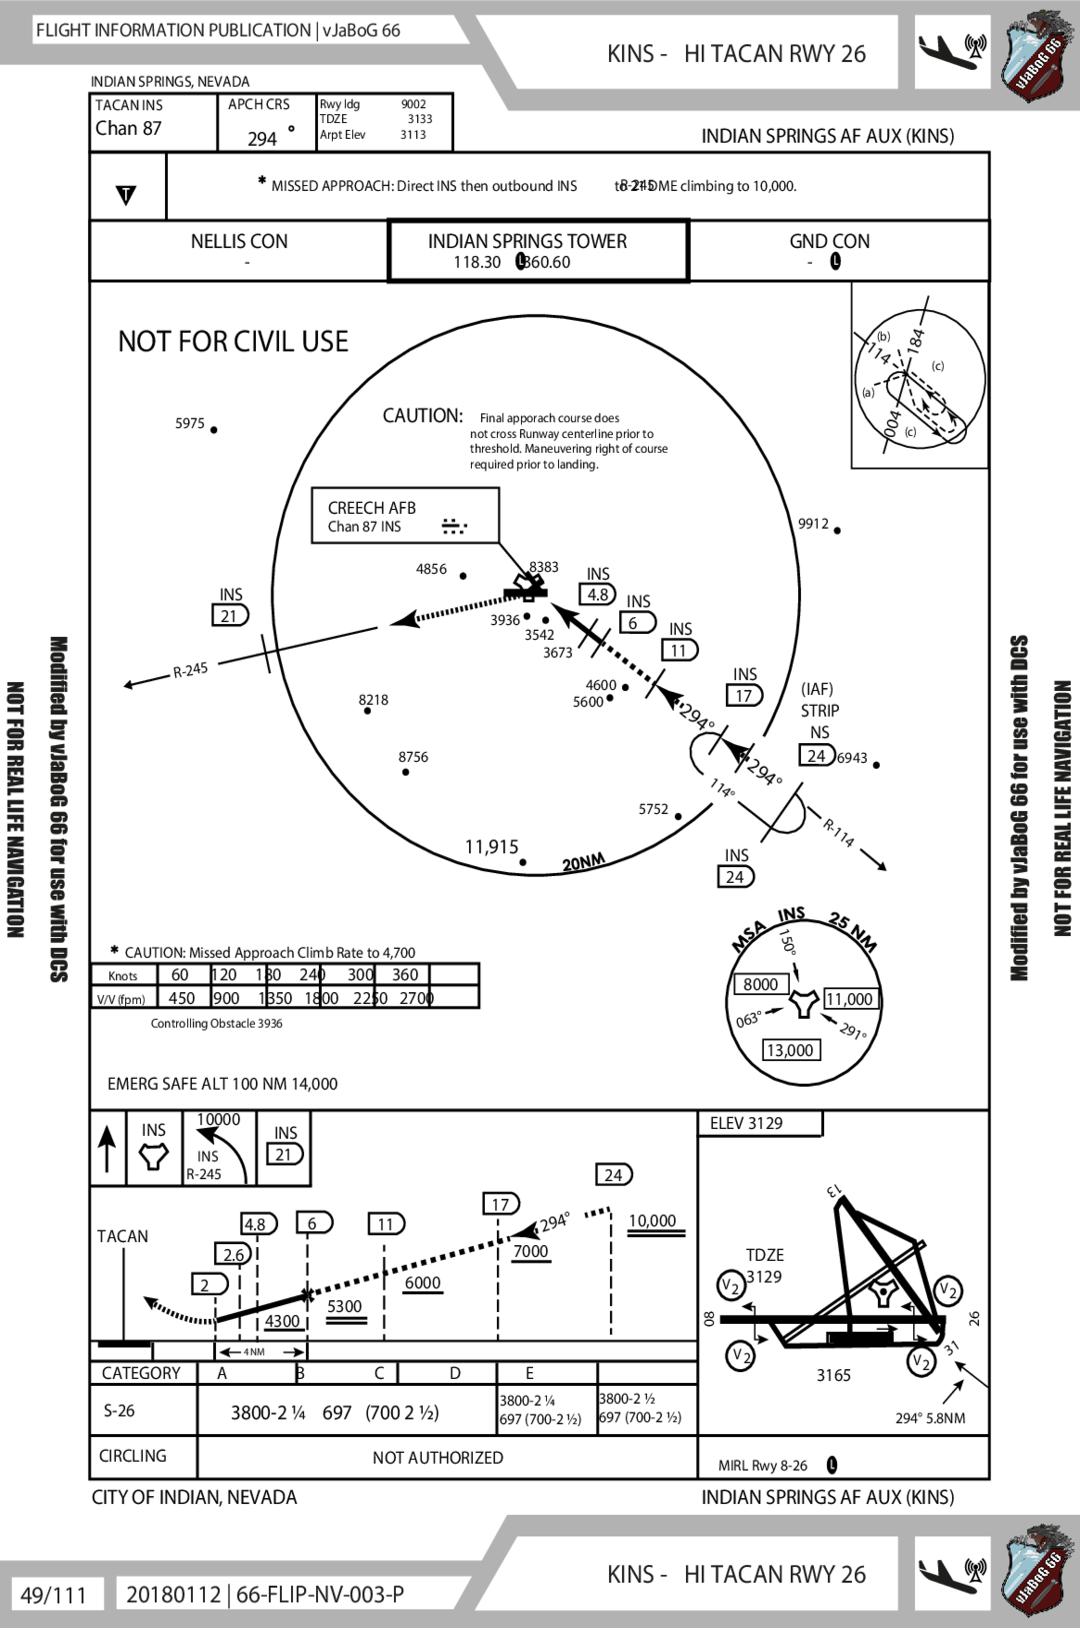 FLIGHT INFORMATION PUBLICATION | vJaBoG 66
KINS - HI TACAN RWY 26
vJaBoG 66
INDIAN SPRINGS, NEVADA
TACAN INS
Chan 87
APCH CRS
294 °
Rwy ldg 9002
TDZE 3133
Arpt Elev 3113
INDIAN SPRINGS AF AUX (KINS)
T
* MISSED APPROACH: Direct INS then outbound INS R-245 to 21 DME climbing to 10,000.
NELLIS CON
-
INDIAN SPRINGS TOWER
118.30 L 360.60
GND CON
- L
NOT FOR CIVIL USE
(b)
114
184
(c)
(a)
004
(c)
5975
CAUTION: Final apporach course does
not cross Runway centerline prior to
threshold. Maneuvering right of course
required prior to landing.
CREECH AFB
Chan 87 INS
9912
4856
8383
INS
4.8
INS
6
INS
11
INS
21
3936
3542
3673
R-245
4600
5600
INS
17
(IAF)
STRIP
NS
24
6943
8218
294°
8756
294°
114°
5752
R-114
11,915
20NM
INS
24
Modified by vJaBoG 66 for use with DCS
NOT FOR REAL LIFE NAVIGATION
Modified by vJaBoG 66 for use with DCS
NOT FOR REAL LIFE NAVIGATION
MSA INS 25 NM
150°
8000
11,000
063°
291°
13,000
* CAUTION: Missed Approach Climb Rate to 4,700
Knots 60 120 180 240 300 360
V/V (fpm) 450 900 1350 1800 2250 2700
Controlling Obstacle 3936
EMERG SAFE ALT 100 NM 14,000
INS
10000
INS
R-245
INS
21
ELEV 3129
24
17
294°
10,000
TACAN
4.8
6
11
2.6
7000
2
6000
5300
4300
4 NM
13
TDZE
3129
V2
V2
08
26
V2
V2
31
3165
294° 5.8NM
CATEGORY A B C D E
S-26
3800-2 ¼ 697 (700 2 ½)
3800-2 ¼
697 (700-2 ½)
3800-2 ½
697 (700-2 ½)
CIRCLING
NOT AUTHORIZED
MIRL Rwy 8-26 L
CITY OF INDIAN, NEVADA
INDIAN SPRINGS AF AUX (KINS)
KINS - HI TACAN RWY 26
49/111
20180112 | 66-FLIP-NV-003-P
vJaBoG 66